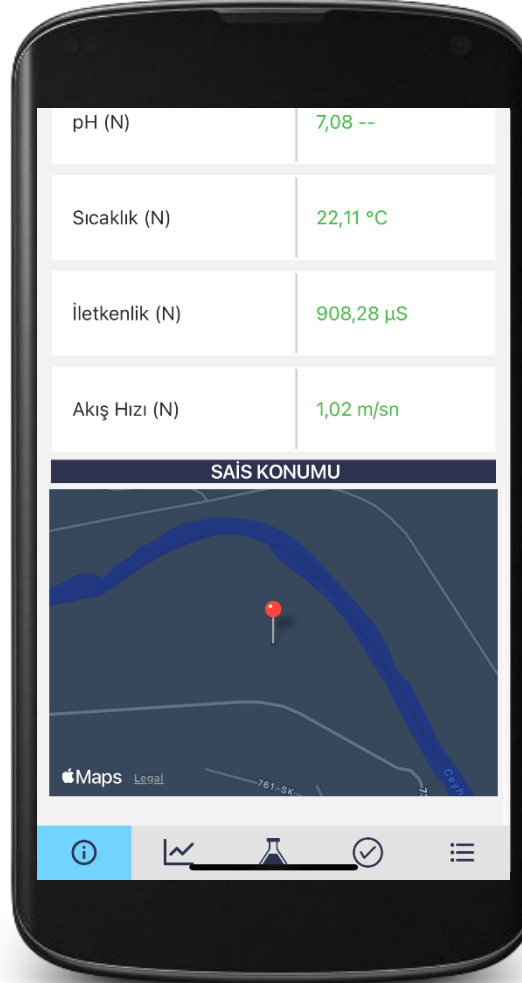 pH (N) 7,08 --
Sıcaklık (N) 22,11 °C
İletkenlik (N) 908,28 µS
Akış Hızı (N) 1,02 m/sn
SAİS KONUMU
Maps Legal
761. SK.
Ceyh